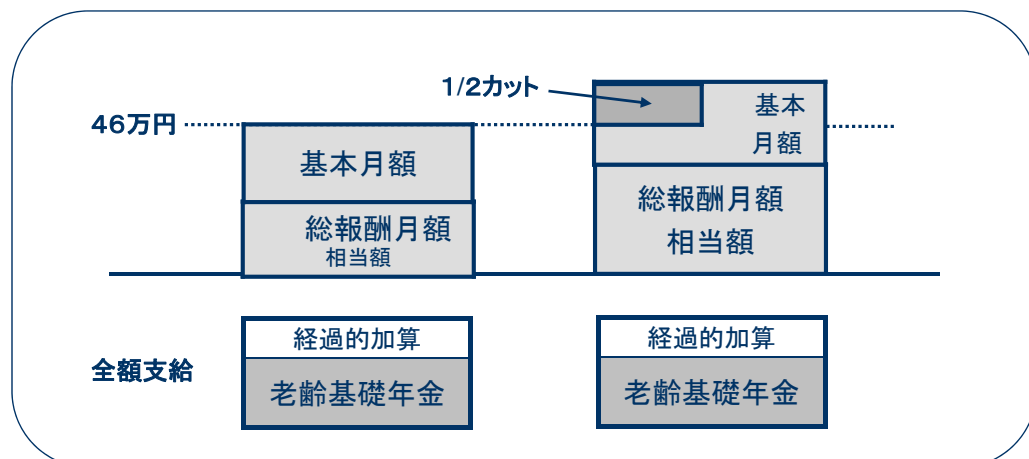 1/2カット
46万円
基本月額
総報酬月額
相当額
基本
月額
総報酬月額
相当額
全額支給
経過的加算
老齢基礎年金
経過的加算
老齢基礎年金